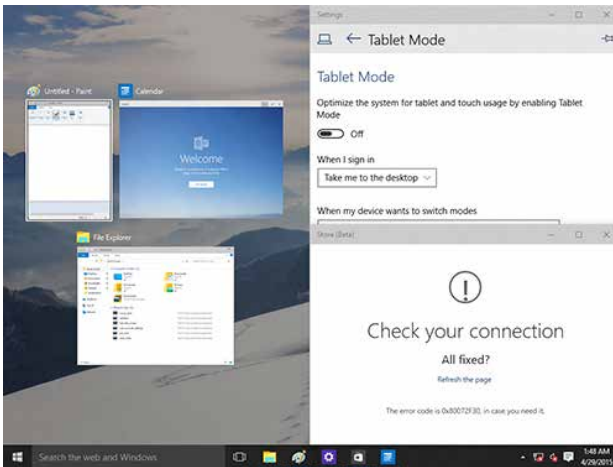 Settings
Tablet Mode
Tablet Mode
Optimize the system for tablet and touch usage by enabling Tablet
Mode
Off
When I sign in
Take me to the desktop
When my device wants to switch modes
Untitled - Paint
Calendar
Welcome
File Explorer
Store (Beta)
Check your connection
All fixed?
Refresh the page
The error code is 0x80072F30, in case you need it.
Search the web and Windows
1:48 AM
4/29/2015